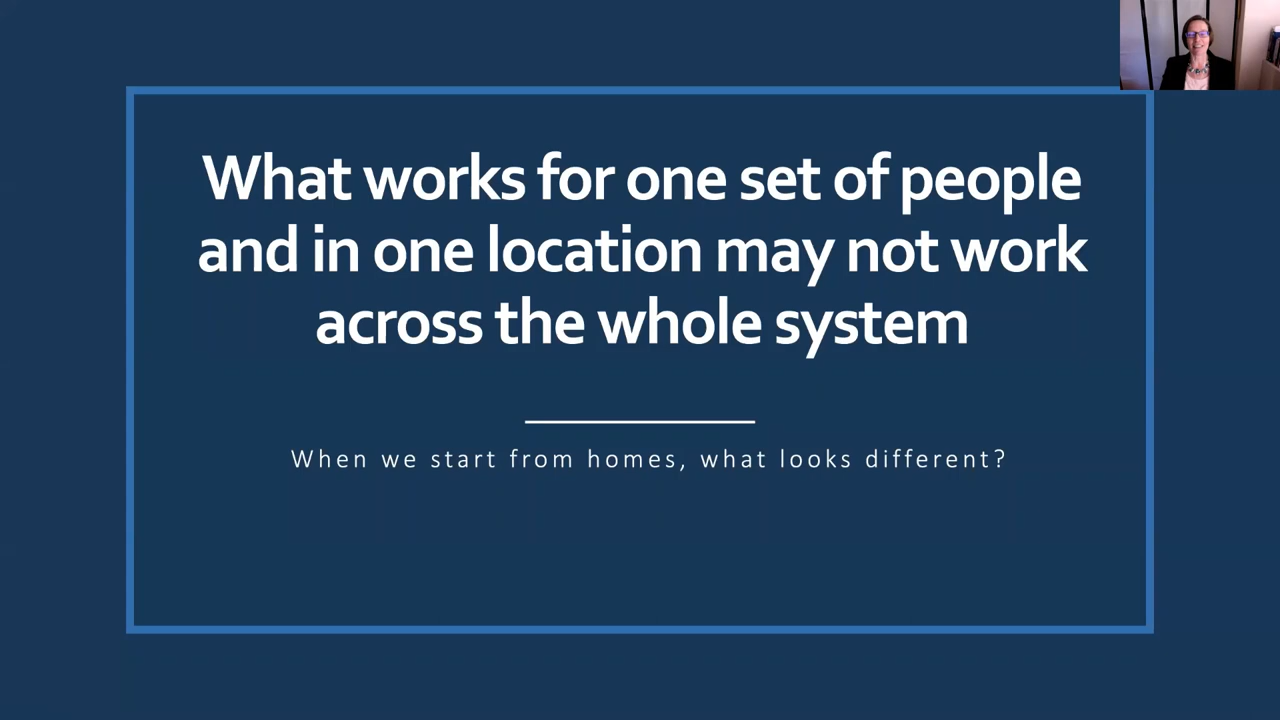 What works for one set of people
and in one location may not work
across the whole system
When we start from homes, what looks different?